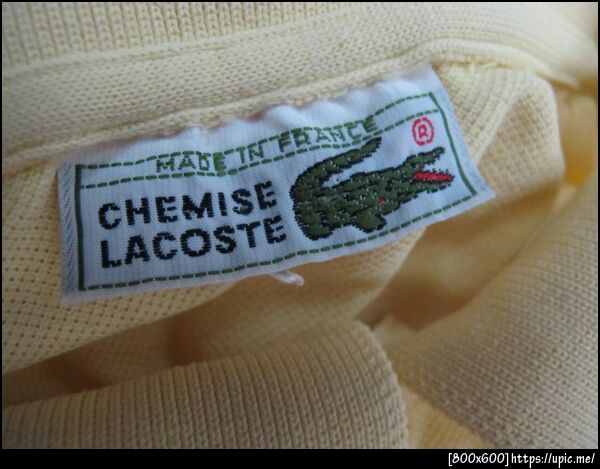 MADE IN FRANCE ®
CHEMISE
LACOSTE
[800x600]https://upic.me/